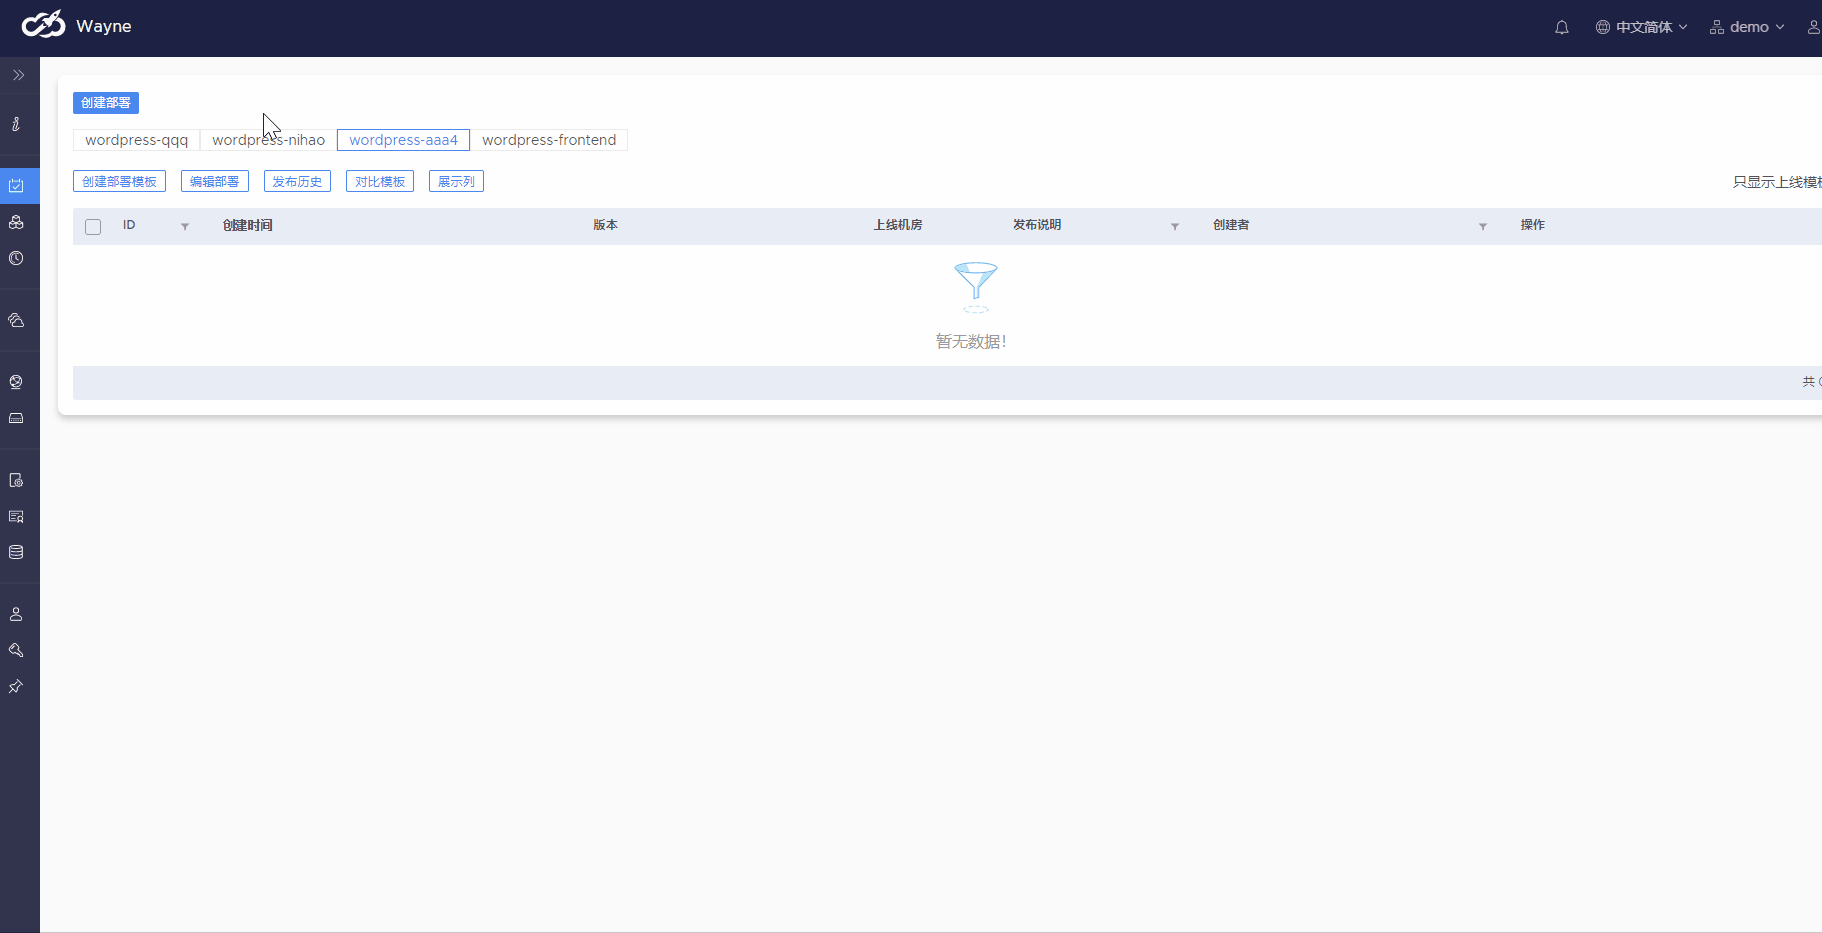 Wayne
中文简体
demo
创建部署
wordpress-qqq wordpress-nihao wordpress-aaa4 wordpress-frontend
创建部署模板 编辑部署 发布历史 对比模板 展示列
只显示上线模
ID 创建时间 版本 上线机房 发布说明 创建者 操作
暂无数据!
共